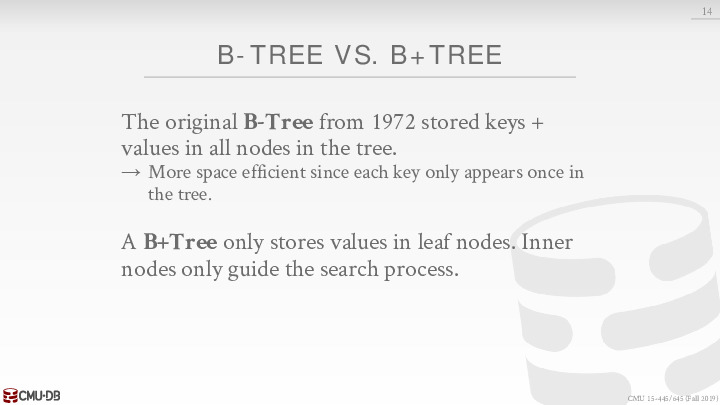 14
B- TREE VS. B+TREE
The original B-Tree from 1972 stored keys +
values in all nodes in the tree.
→ More space efficient since each key only appears once in
the tree.
A B+Tree only stores values in leaf nodes. Inner
nodes only guide the search process.
CMU·DB
CMU 15-445/645 (Fall 2019)